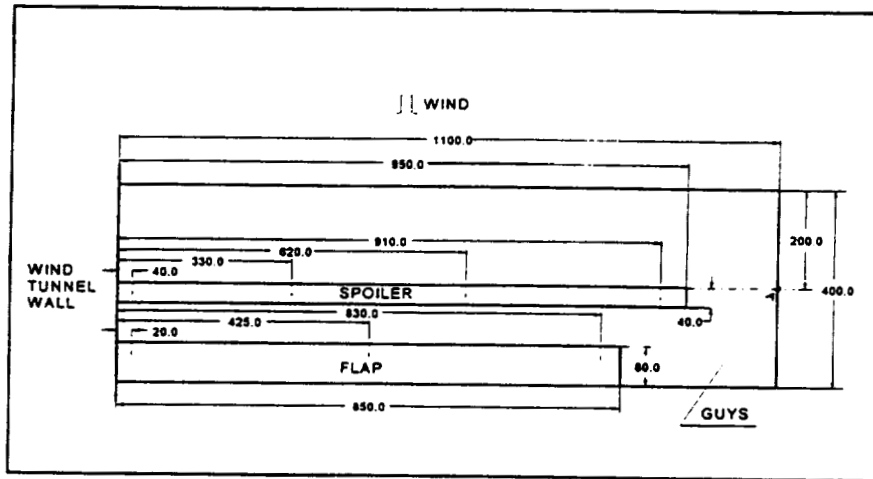 WIND
1100.0
950.0
910.0
620.0
330.0
200.0
WIND
TUNNEL
WALL
40.0
SPOILER
400.0
830.0
40.0
425.0
20.0
FLAP
80.0
850.0
GUYS